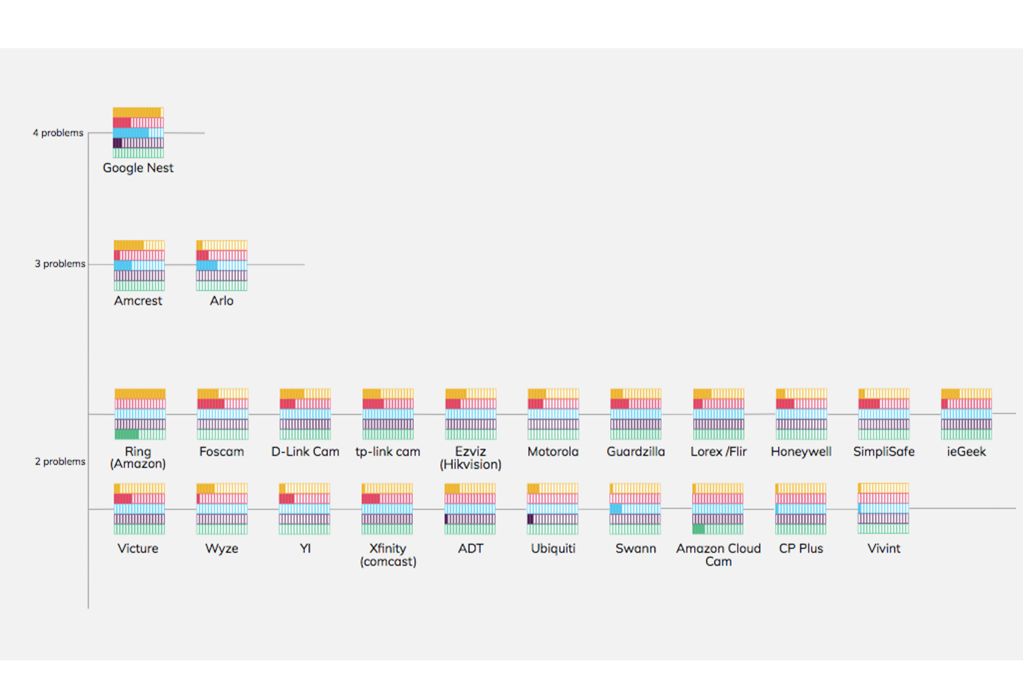 4 problems
Google Nest
3 problems
Amcrest Arlo
Ring (Amazon) Foscam D-Link Cam tp-link cam Ezviz (Hikvision) Motorola Guardzilla Lorex /Flir Honeywell SimpliSafe ieGeek
2 problems
Victure Wyze YI Xfinity (comcast) ADT Ubiquiti Swann Amazon Cloud Cam CP Plus Vivint